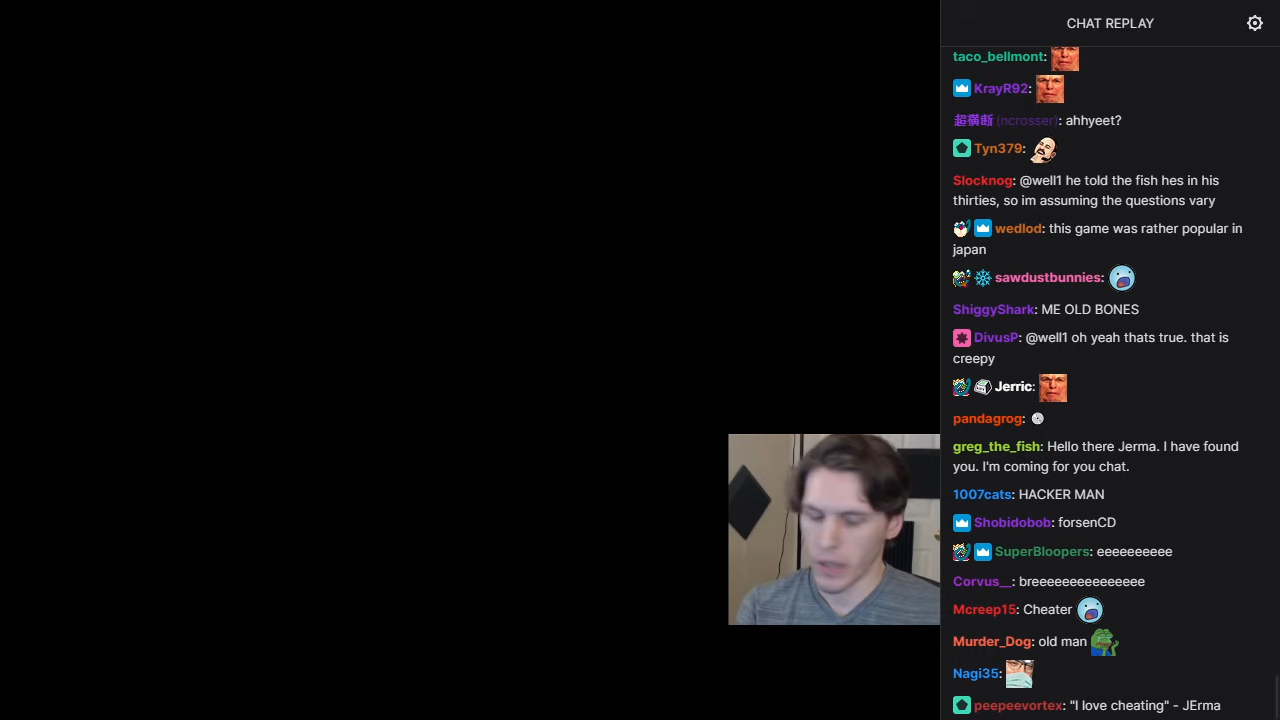 CHAT REPLAY
taco_bellmont:
KrayR92:
超横断 (ncrosser): ahhyeet?
Tyn379:
Slocknog: @well1 he told the fish hes in his
thirties, so im assuming the questions vary
wedlod: this game was rather popular in
japan
sawdustbunnies:
ShiggyShark: ME OLD BONES
DivusP: @well1 oh yeah thats true. that is
creepy
Jerric:
pandagrog:
greg_the_fish: Hello there Jerma. I have found
you. I'm coming for you chat.
1007cats: HACKER MAN
Shobidobob: forsenCD
SuperBloopers: eeeeeeeeee
Corvus__: breeeeeeeeeeeeeee
Mcreep15: Cheater
Murder_Dog: old man
Nagi35:
peepeevortex: "I love cheating" - JErma